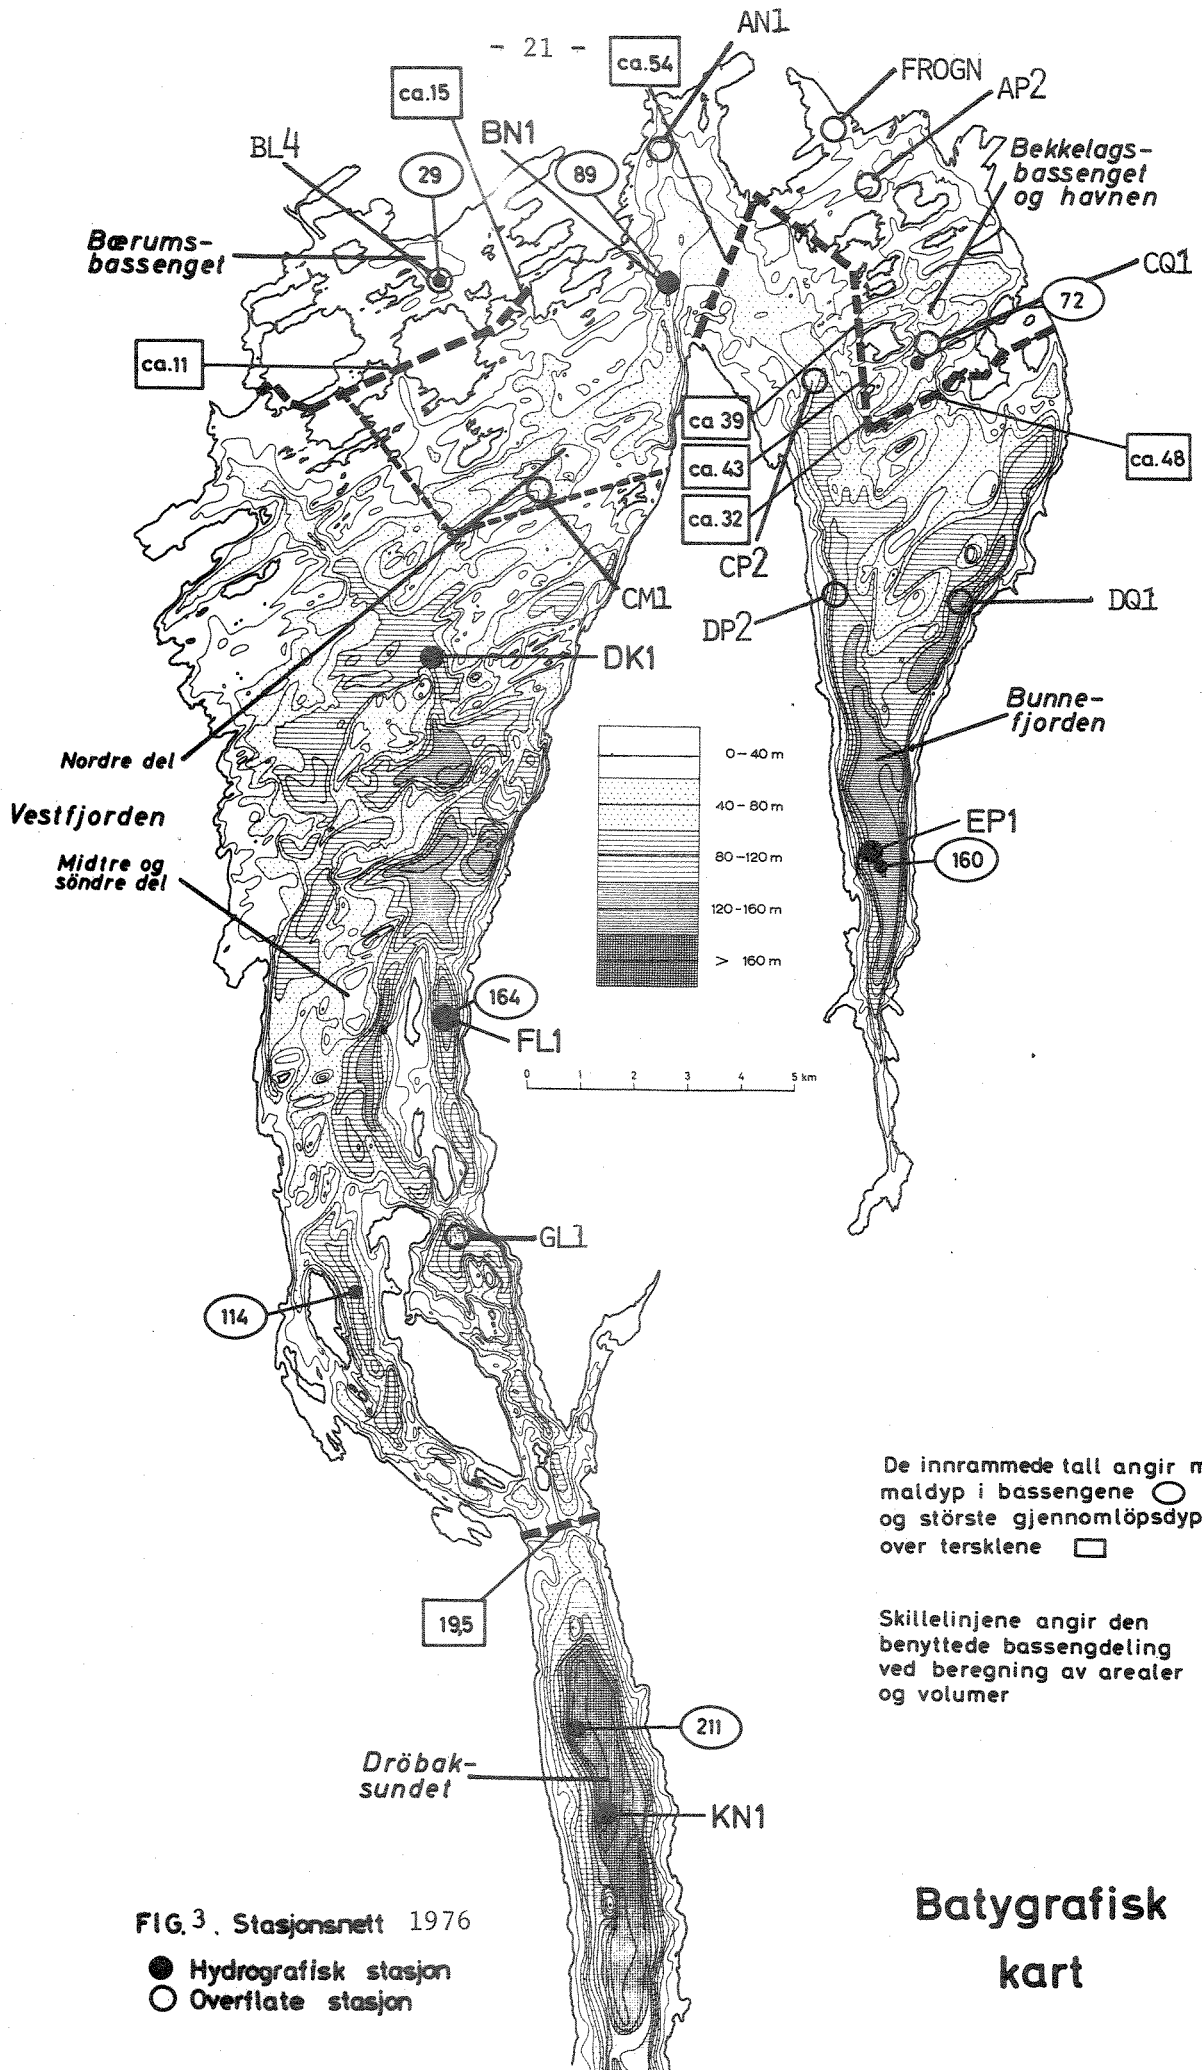 - 21 -
AN1
ca.54
FROGN
AP2
ca.15
BN1
BL4
29
89
Bekkelags-
bassenget
og havnen
Bærums-
bassenget
CQ1
72
ca.11
ca 39
ca.43
ca.32
ca.48
CP2
CM1
DP2
DQ1
DK1
Bunne-
fjorden
Nordre del
0-40 m
40-80 m
80-120 m
120-160 m
> 160 m
Vestfjorden
Midtre og
söndre del
EP1
160
164
FL1
0 1 2 3 4 5 km
GL1
114
De innrammede tall angir m
maldyp i bassengene
og störste gjennomlöpsdyp
over tersklene
19,5
Skillelinjene angir den
benyttede bassengdeling
ved beregning av arealer
og volumer
211
Dröbak-
sundet
KN1
FIG. 3. Stasjonsnett 1976
Hydrografisk stasjon
Overflate stasjon
Batygrafisk
kart